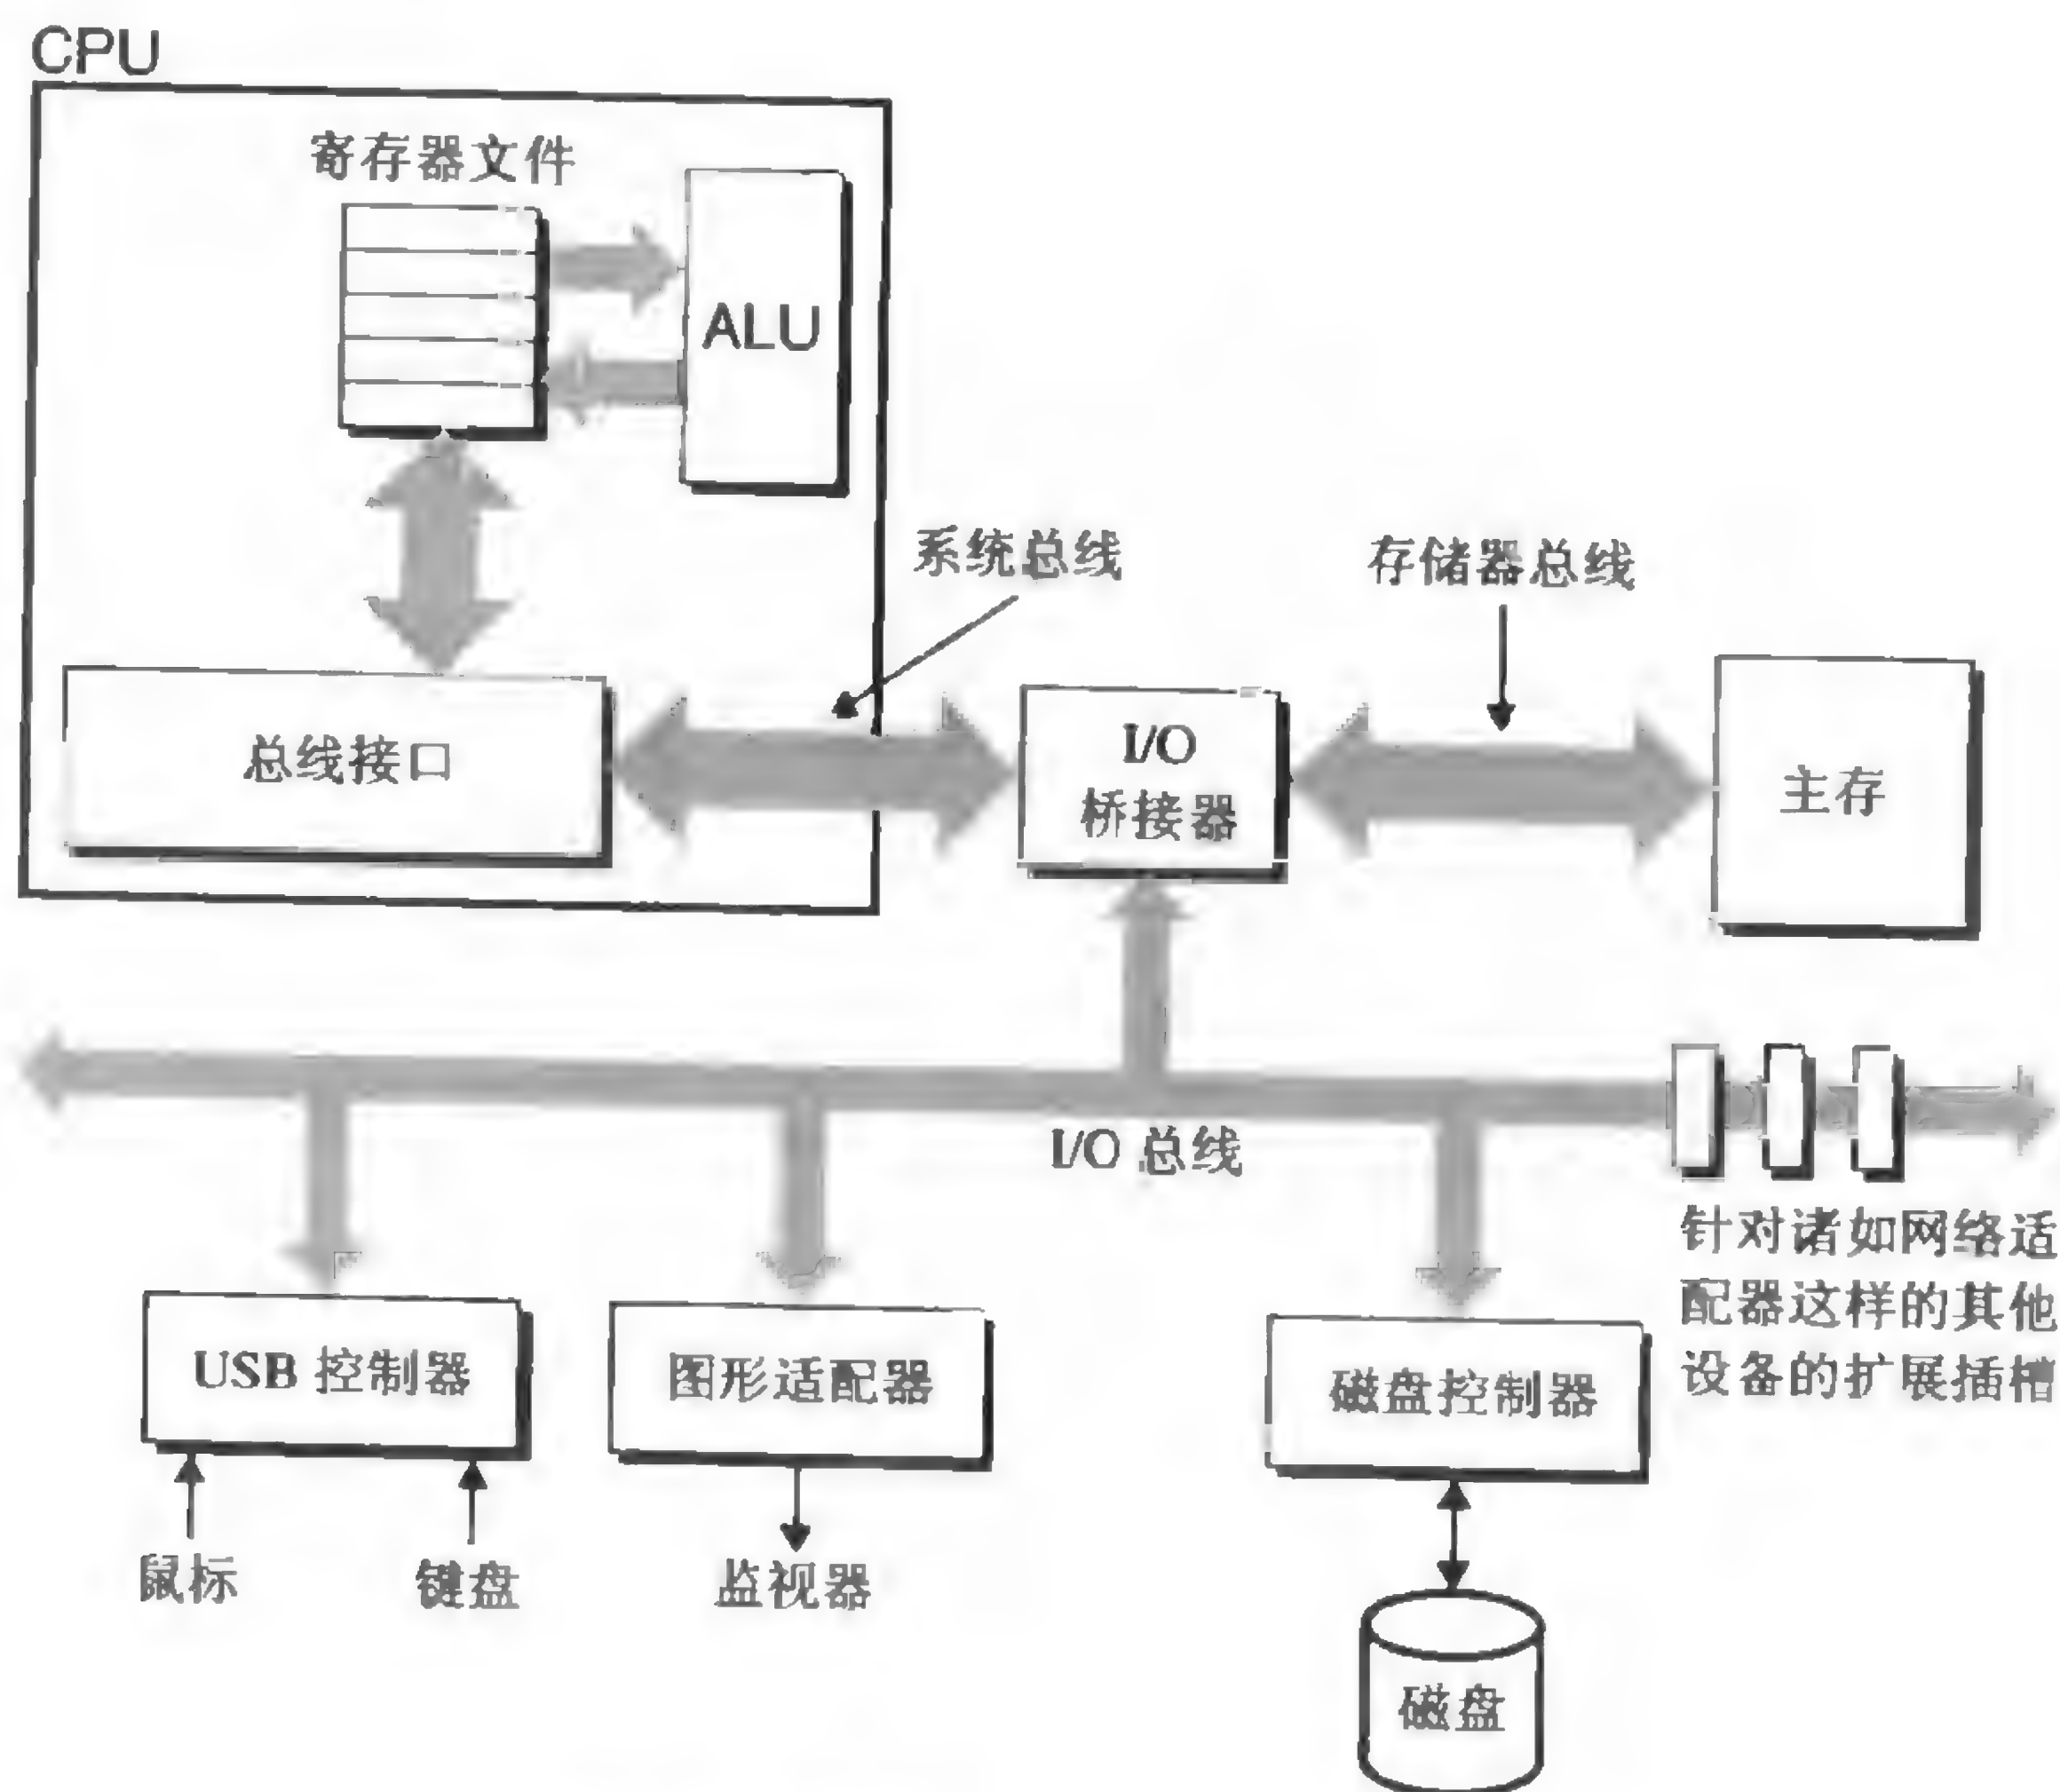 CPU
寄存器文件
ALU
系统总线
存储器总线
总线接口
I/O
桥接器
主存
I/O 总线
针对诸如网络适
配器这样的其他
设备的扩展插槽
USB 控制器
图形适配器
磁盘控制器
鼠标
键盘
监视器
磁盘